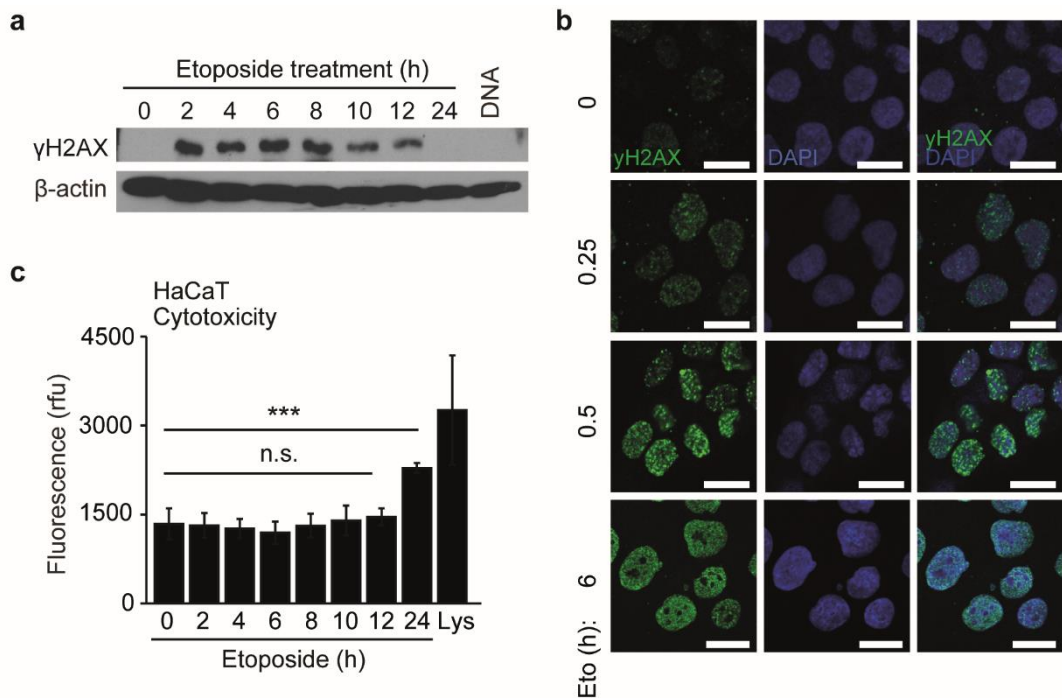 a
Etoposide treatment (h)
0 2 4 6 8 10 12 24 DNA
γH2AX
β-actin
b
0
γH2AX
DAPI
γH2AX
DAPI
0.25
0.5
6
Eto (h):
c
HaCaT
Cytotoxicity
Fluorescence (rfu)
4500
3000
1500
0
***
n.s.
0 2 4 6 8 10 12 24 Lys
Etoposide (h)